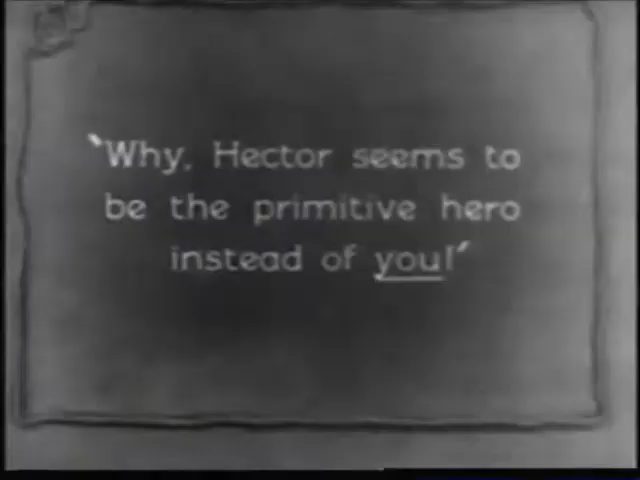 "Why, Hector seems to
be the primitive hero
instead of you!"